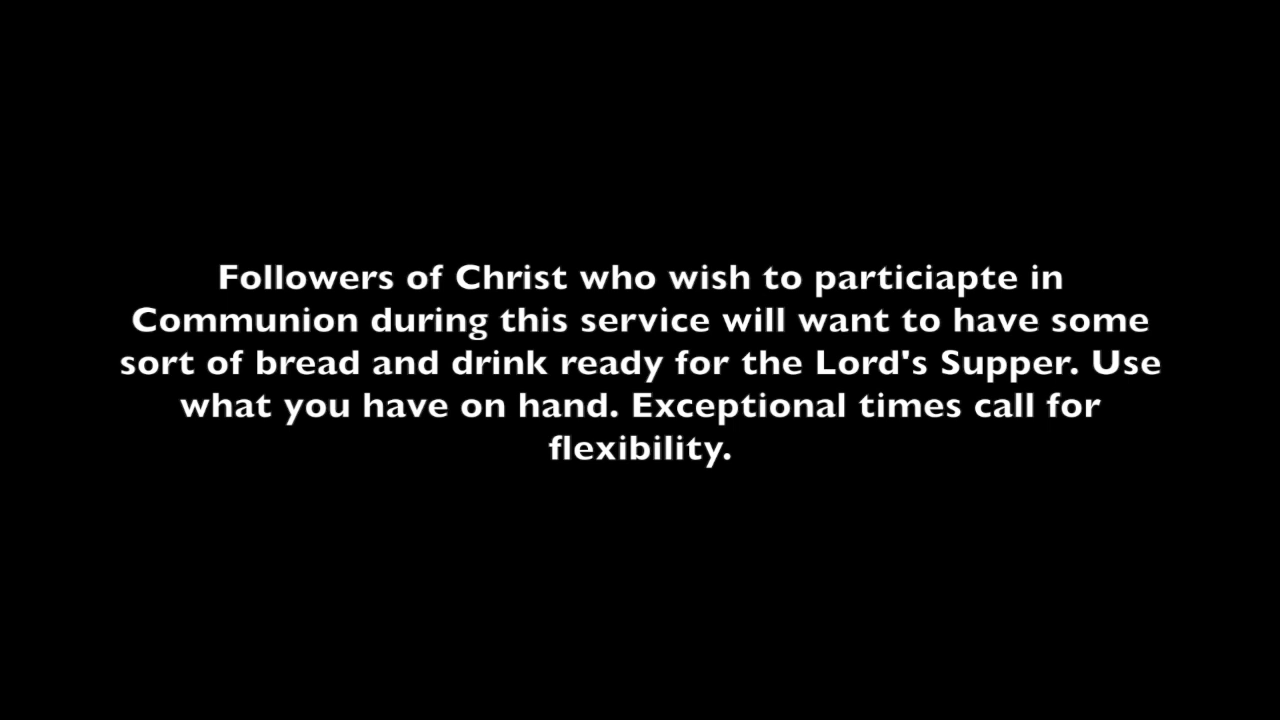 Followers of Christ who wish to particiapte in
Communion during this service will want to have some
sort of bread and drink ready for the Lord's Supper. Use
what you have on hand. Exceptional times call for
flexibility.